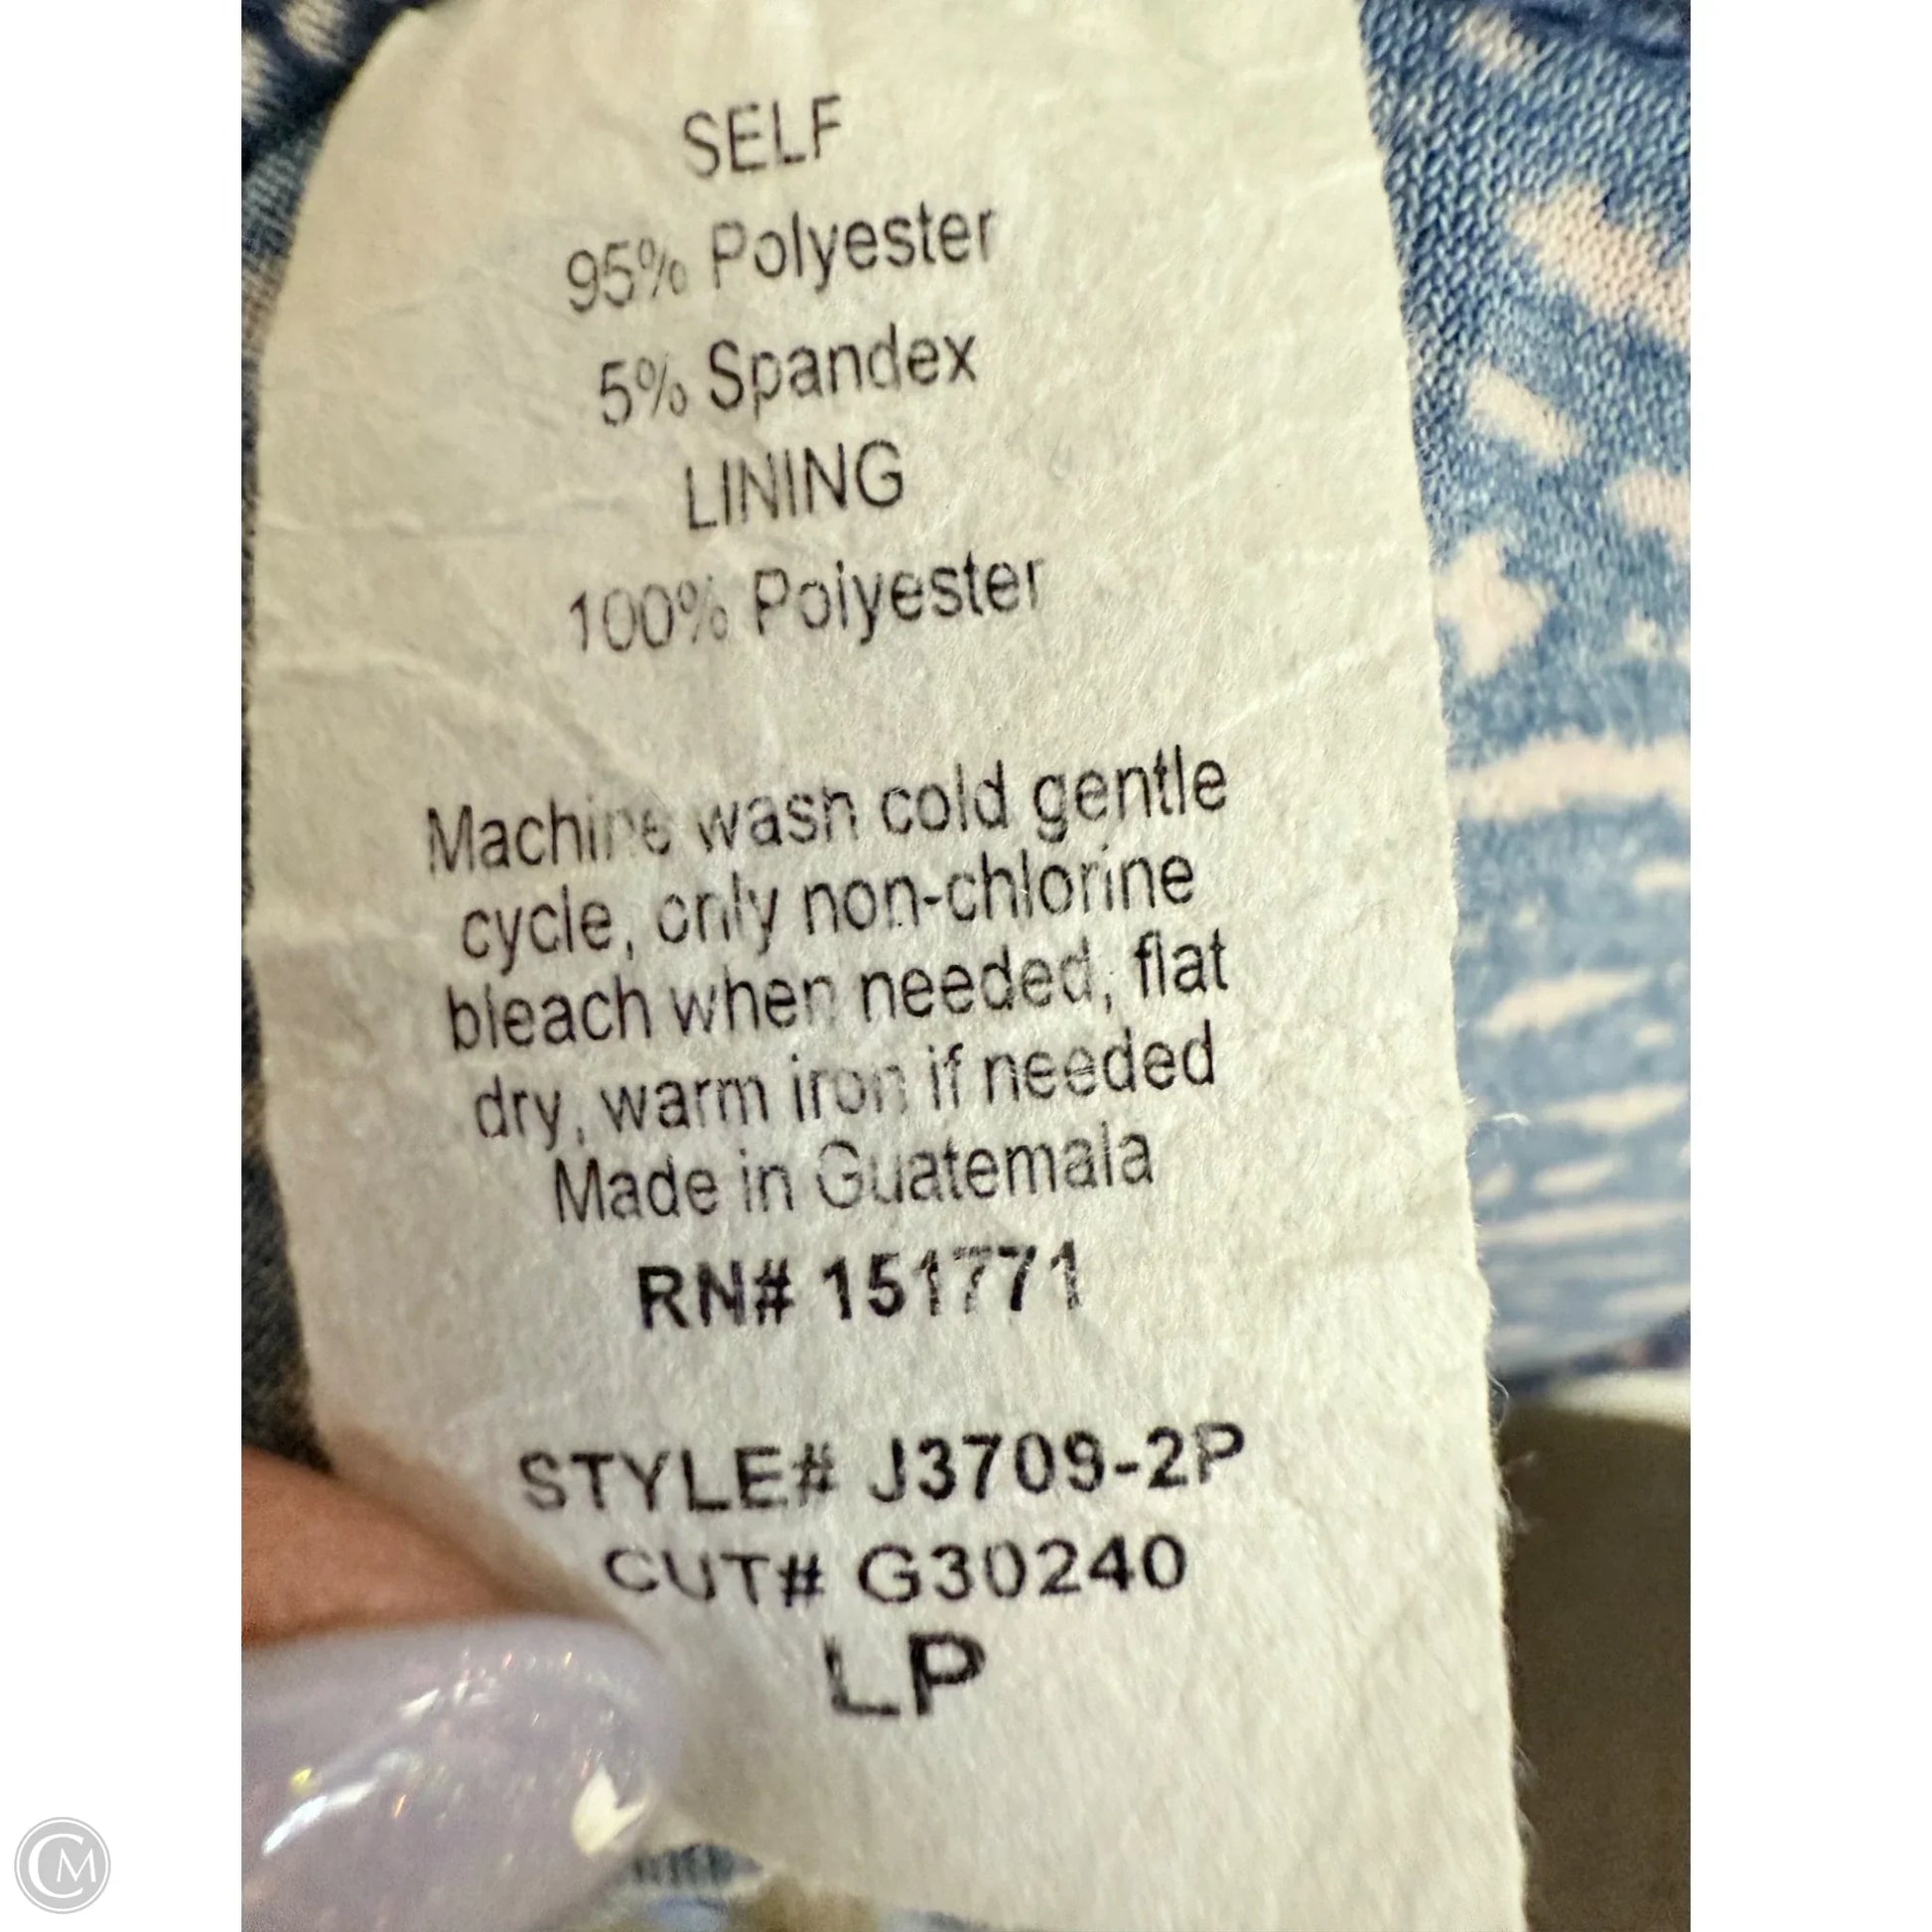 SELF
95% Polyester
5% Spandex
LINING
100% Polyester
Machine wash cold gentle
cycle, only non-chlorine
bleach when needed, flat
dry, warm iron if needed
Made in Guatemala
RN# 151771
STYLE# J3709-2P
CUT# G30240
LP
CM